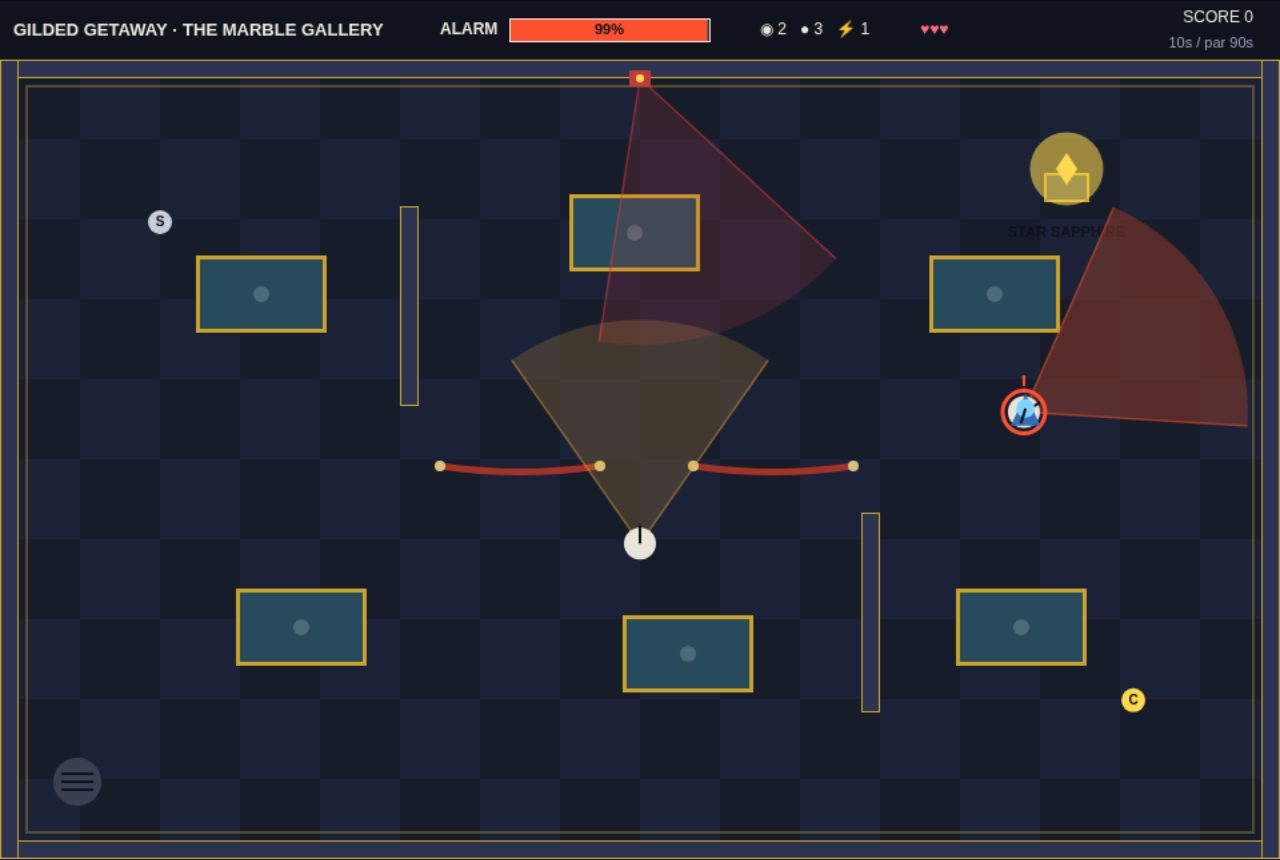 GILDED GETAWAY · THE MARBLE GALLERY
ALARM
99%
◉ 2 ● 3 ⚡ 1
♥♥♥
SCORE 0
10s / par 90s
S
STAR SAPPHIRE
!
C